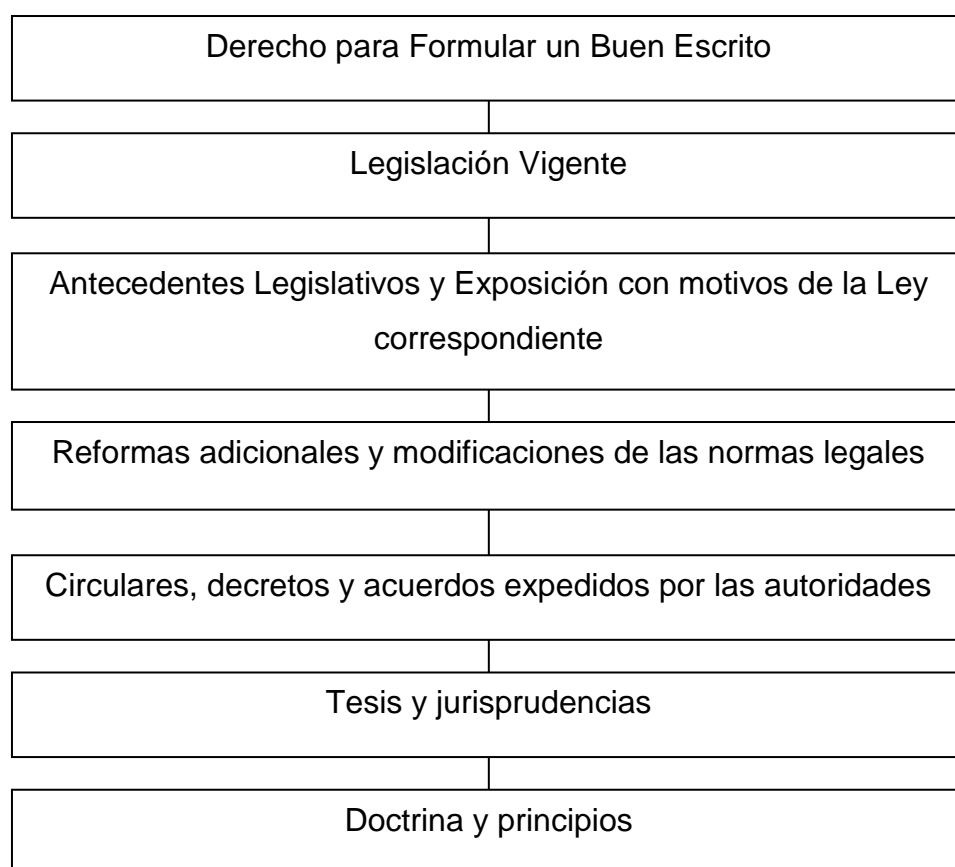 Derecho para Formular un Buen Escrito
Legislación Vigente
Antecedentes Legislativos y Exposición con motivos de la Ley
correspondiente
Reformas adicionales y modificaciones de las normas legales
Circulares, decretos y acuerdos expedidos por las autoridades
Tesis y jurisprudencias
Doctrina y principios